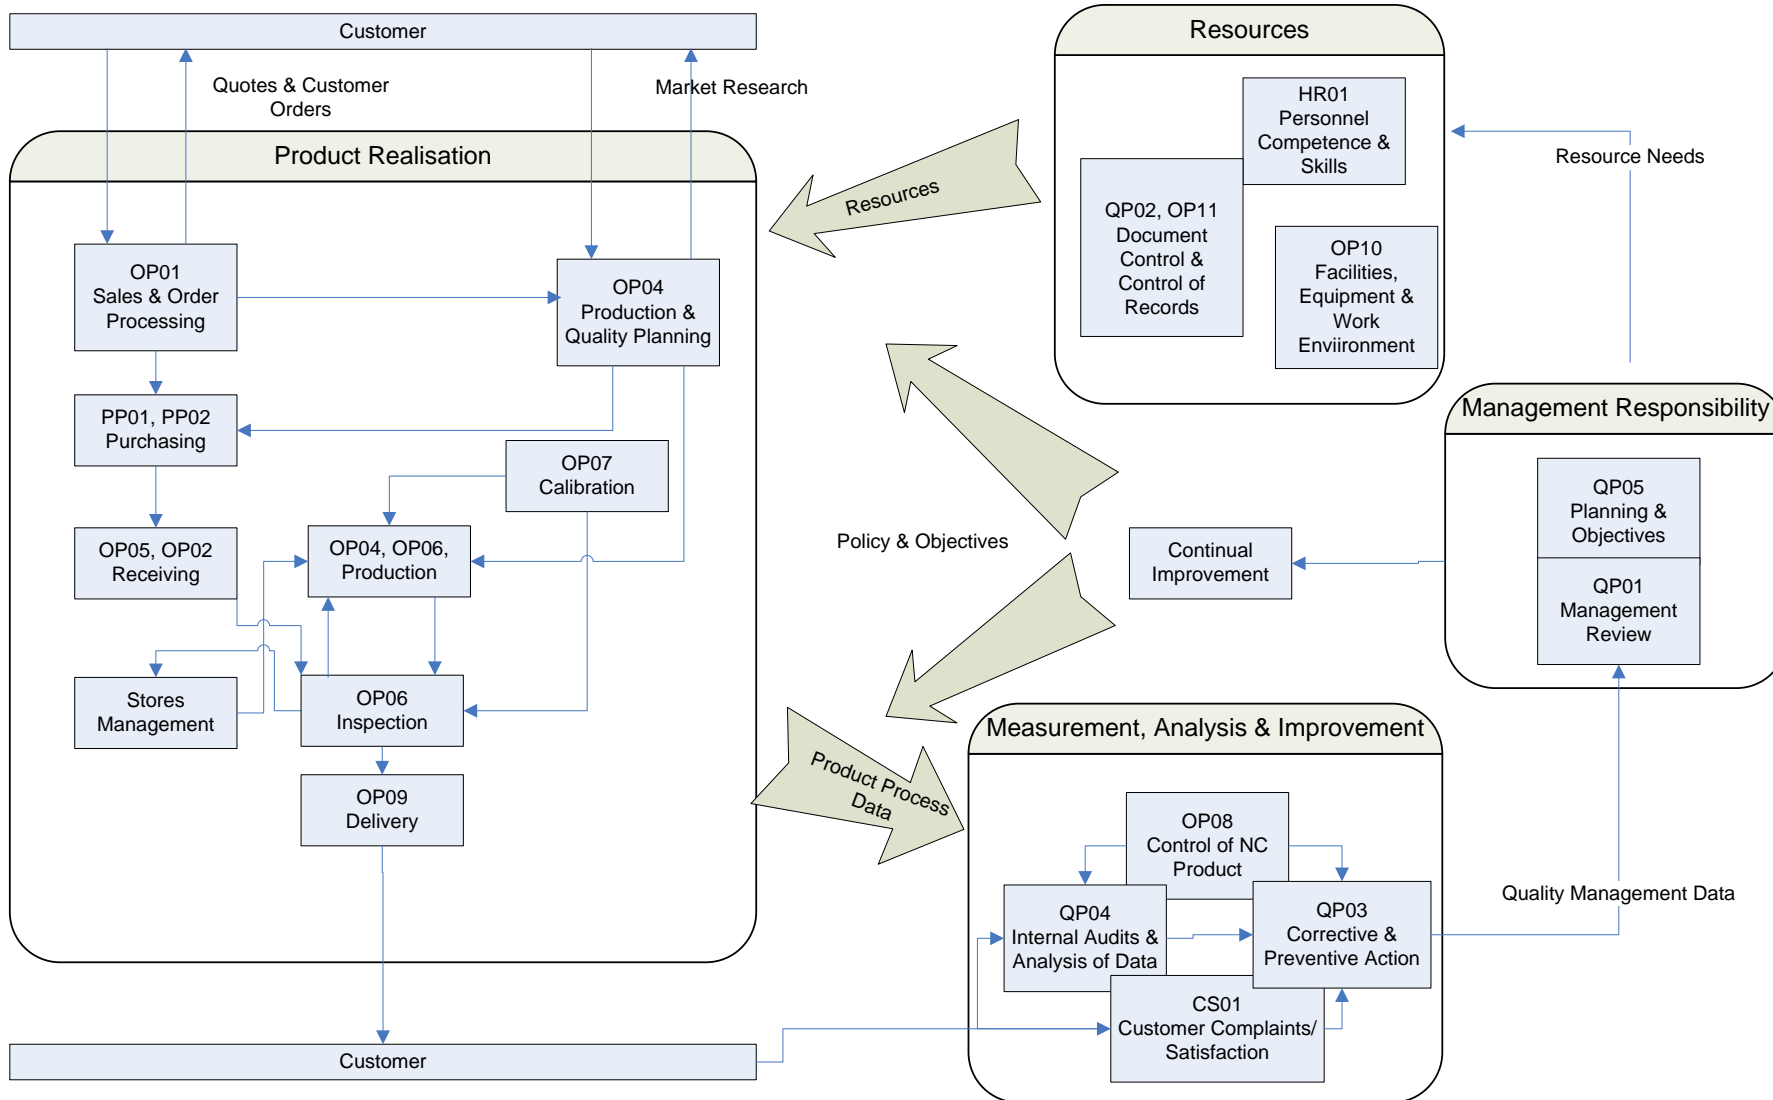 Customer
Quotes & Customer
Orders
Market Research
Product Realisation
OP01
Sales & Order
Processing
OP04
Production &
Quality Planning
PP01, PP02
Purchasing
OP07
Calibration
OP05, OP02
Receiving
OP04, OP06,
Production
Stores
Management
OP06
Inspection
OP09
Delivery
Customer
Resources
HR01
Personnel
Competence &
Skills
QP02, OP11
Document
Control &
Control of
Records
OP10
Facilities,
Equipment &
Work
Enviironment
Resources
Resource Needs
Policy & Objectives
Continual
Improvement
Management Responsibility
QP05
Planning &
Objectives
QP01
Management
Review
Product Process
Data
Measurement, Analysis & Improvement
OP08
Control of NC
Product
QP04
Internal Audits &
Analysis of Data
QP03
Corrective &
Preventive Action
CS01
Customer Complaints/
Satisfaction
Quality Management Data